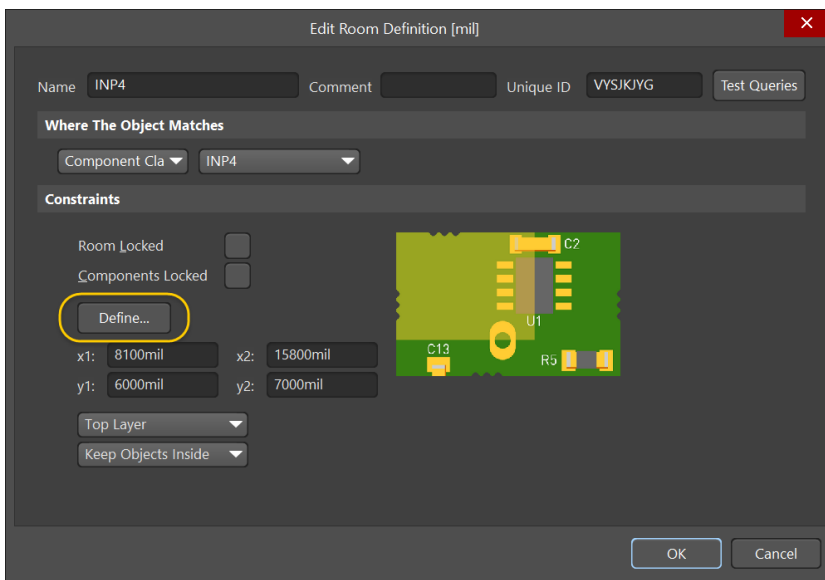 Edit Room Definition [mil]
Name INP4 Comment Unique ID VYSJKJYG Test Queries
Where The Object Matches
Component Cla INP4
Constraints
Room Locked
Components Locked
Define...
x1: 8100mil x2: 15800mil
y1: 6000mil y2: 7000mil
Top Layer
Keep Objects Inside
C2
U1
C13
R5
OK Cancel